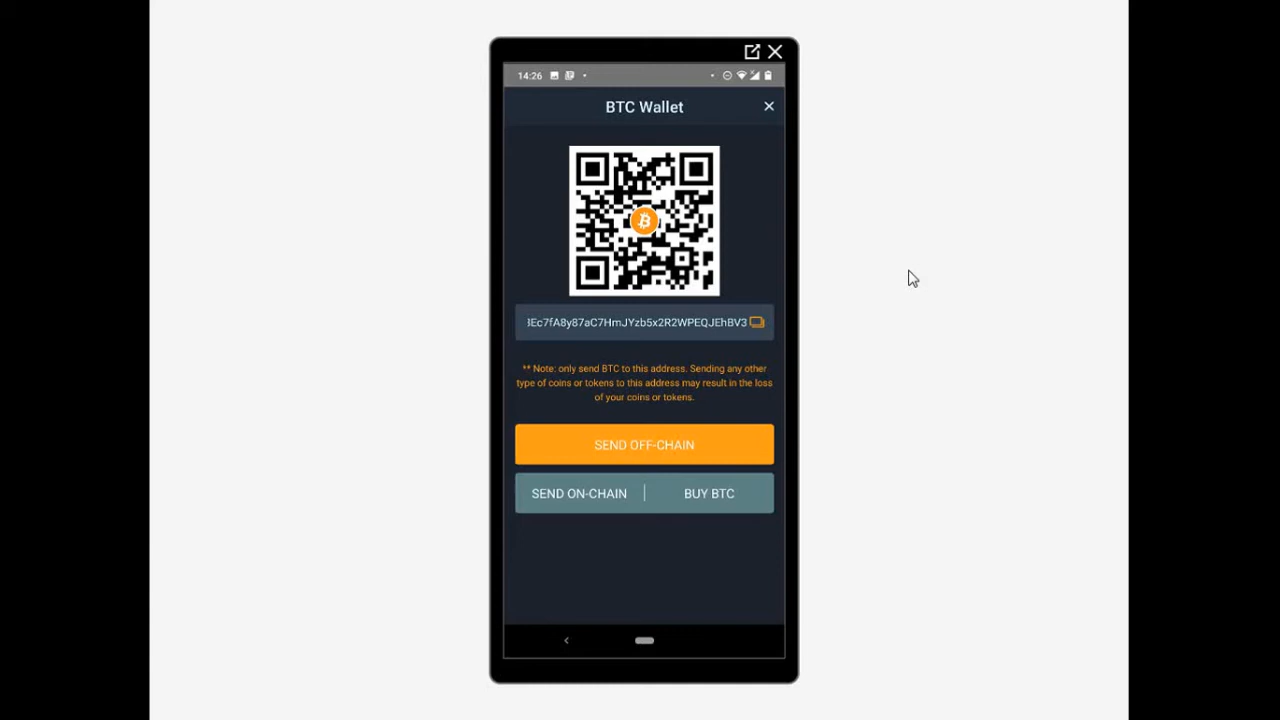 14:26
BTC Wallet
3Ec7fA8y87aC7HmJYzb5x2R2WPEQJEhBV3
** Note: only send BTC to this address. Sending any other
type of coins or tokens to this address may result in the loss
of your coins or tokens.
SEND OFF-CHAIN
SEND ON-CHAIN | BUY BTC